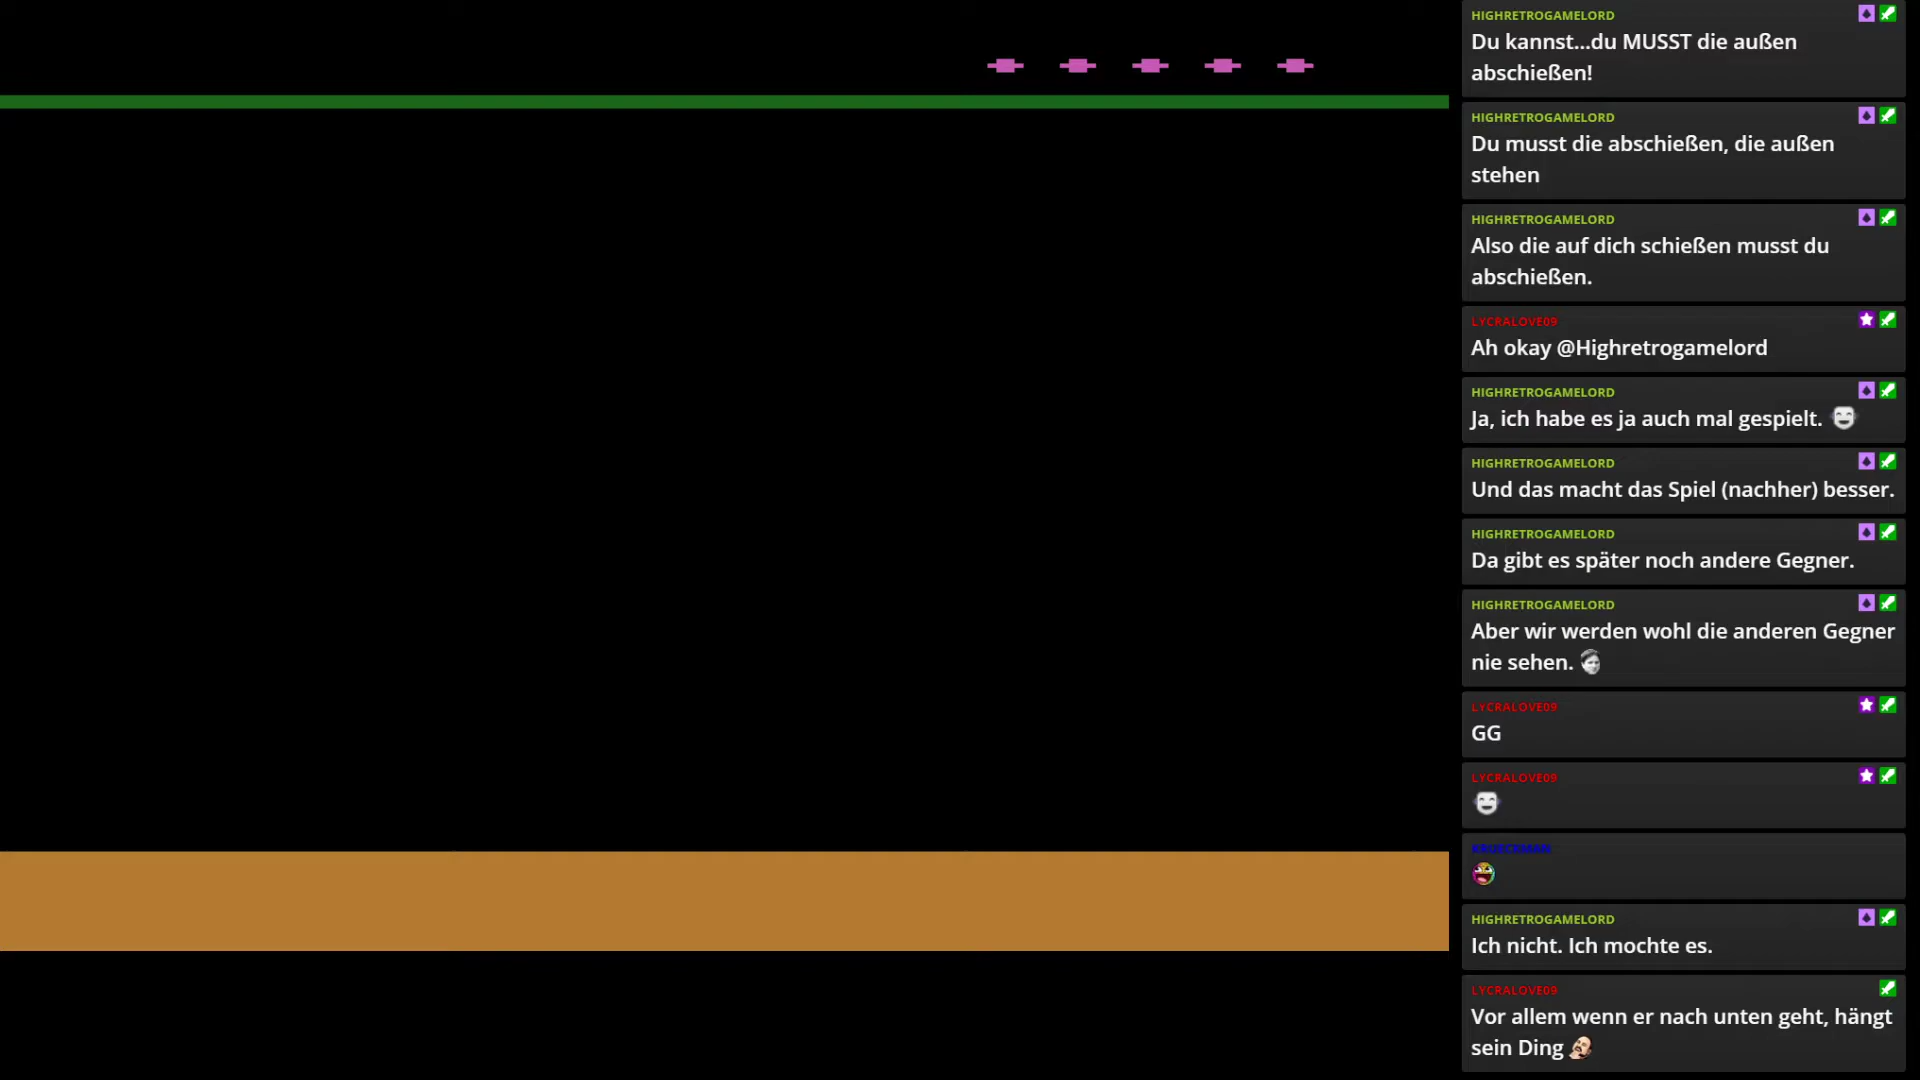 HIGHRETROGAMELORD
Du kannst...du MUSST die außen
abschießen!
HIGHRETROGAMELORD
Du musst die abschießen, die außen
stehen
HIGHRETROGAMELORD
Also die auf dich schießen musst du
abschießen.
LYCRALOVE09
Ah okay @Highretrogamelord
HIGHRETROGAMELORD
Ja, ich habe es ja auch mal gespielt.
HIGHRETROGAMELORD
Und das macht das Spiel (nachher) besser.
HIGHRETROGAMELORD
Da gibt es später noch andere Gegner.
HIGHRETROGAMELORD
Aber wir werden wohl die anderen Gegner
nie sehen.
LYCRALOVE09
GG
LYCRALOVE09
HIGHRETROGAMELORD
Ich nicht. Ich mochte es.
LYCRALOVE09
Vor allem wenn er nach unten geht, hängt
sein Ding